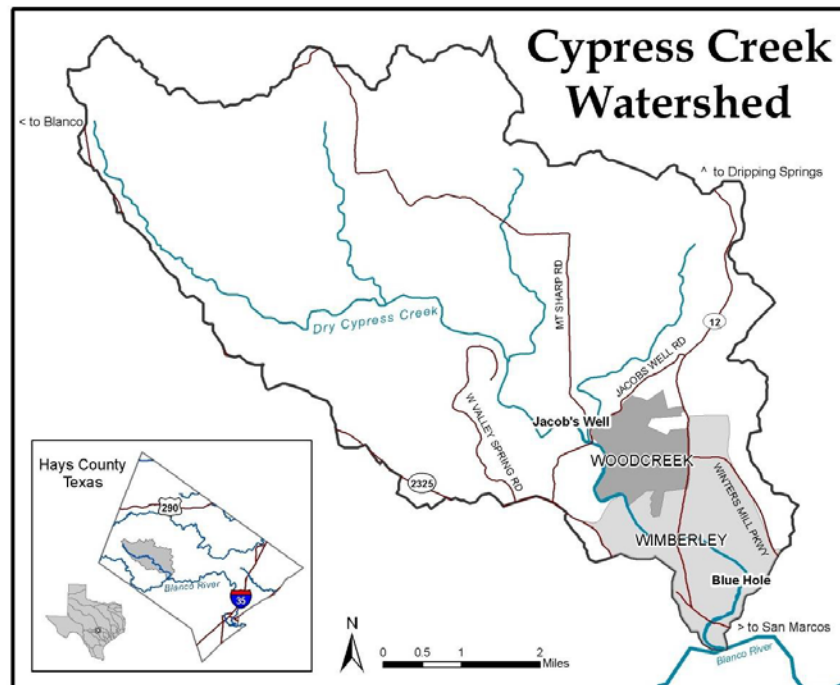 Cypress Creek
Watershed
< to Blanco
^ to Dripping Springs
MT SHARP RD
Dry Cypress Creek
12
JACOBS WELL RD
W VALLEY SPRING RD
Jacob's Well
WOODCREEK
2325
WINTERS MILL PKWY
WIMBERLEY
Blue Hole
> to San Marcos
Blanco River
Hays County
Texas
290
Blanco River
35
N
0 0.5 1 2
Miles